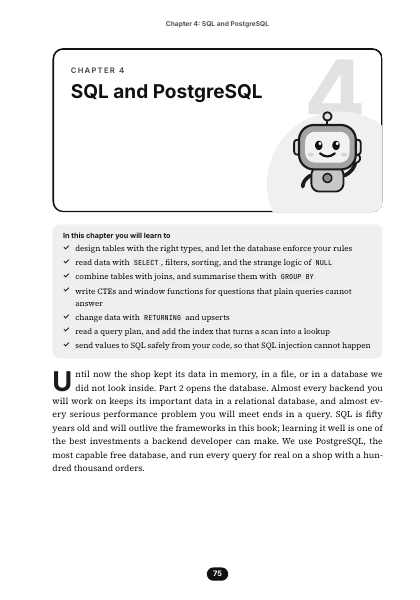 Chapter 4: SQL and PostgreSQL
4
CHAPTER 4
SQL and PostgreSQL
In this chapter you will learn to
✓ design tables with the right types, and let the database enforce your rules
✓ read data with SELECT , filters, sorting, and the strange logic of NULL
✓ combine tables with joins, and summarise them with GROUP BY
✓ write CTEs and window functions for questions that plain queries cannot
answer
✓ change data with RETURNING and upserts
✓ read a query plan, and add the index that turns a scan into a lookup
✓ send values to SQL safely from your code, so that SQL injection cannot happen
Until now the shop kept its data in memory, in a file, or in a database we
did not look inside. Part 2 opens the database. Almost every backend you
will work on keeps its important data in a relational database, and almost ev-
ery serious performance problem you will meet ends in a query. SQL is fifty
years old and will outlive the frameworks in this book; learning it well is one of
the best investments a backend developer can make. We use PostgreSQL, the
most capable free database, and run every query for real on a shop with a hun-
dred thousand orders.
75